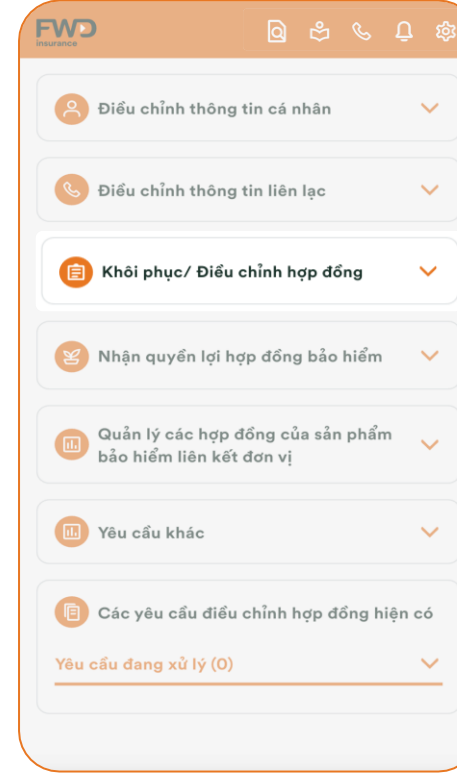 FWD
insurance
Điều chỉnh thông tin cá nhân
Điều chỉnh thông tin liên lạc
Khôi phục/ Điều chỉnh hợp đồng
Nhận quyền lợi hợp đồng bảo hiểm
Quản lý các hợp đồng của sản phẩm
bảo hiểm liên kết đơn vị
Yêu cầu khác
Các yêu cầu điều chỉnh hợp đồng hiện có
Yêu cầu đang xử lý (0)